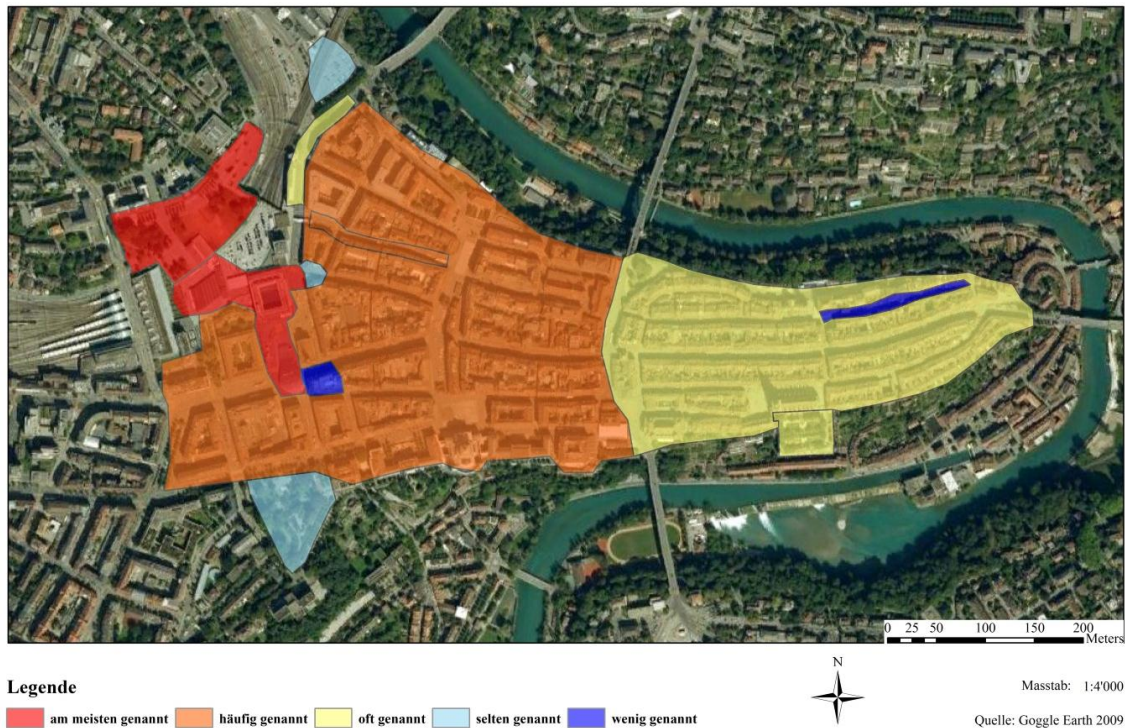 0 25 50 100 150 200
Meters
N
Legende
Masstab: 1:4'000
am meisten genannt häufig genannt oft genannt selten genannt wenig genannt
Quelle: Goggle Earth 2009